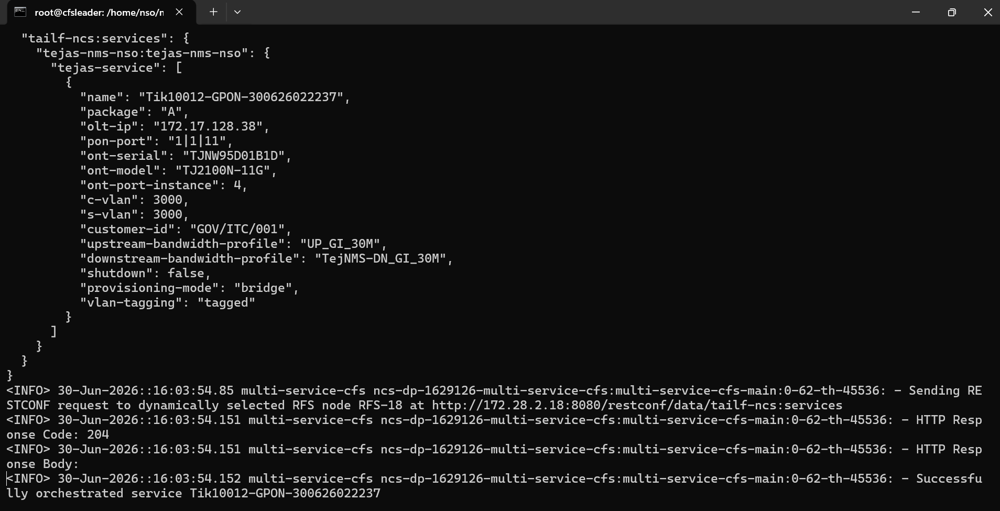 root@cfsleader: /home/nso/n
"tailf-ncs:services": {
"tejas-nms-nso:tejas-nms-nso": {
"tejas-service": [
{
"name": "Tik10012-GPON-300626022237",
"package": "A",
"olt-ip": "172.17.128.38",
"pon-port": "1|1|11",
"ont-serial": "TJNW95D01B1D",
"ont-model": "TJ2100N-11G",
"ont-port-instance": 4,
"c-vlan": 3000,
"s-vlan": 3000,
"customer-id": "GOV/ITC/001",
"upstream-bandwidth-profile": "UP_GI_30M",
"downstream-bandwidth-profile": "TejNMS-DN_GI_30M",
"shutdown": false,
"provisioning-mode": "bridge",
"vlan-tagging": "tagged"
}
]
}
}
}
<INFO> 30-Jun-2026::16:03:54.85 multi-service-cfs ncs-dp-1629126-multi-service-cfs:multi-service-cfs-main:0-62-th-45536: - Sending RE
STCONF request to dynamically selected RFS node RFS-18 at http://172.28.2.18:8080/restconf/data/tailf-ncs:services
<INFO> 30-Jun-2026::16:03:54.151 multi-service-cfs ncs-dp-1629126-multi-service-cfs:multi-service-cfs-main:0-62-th-45536: - HTTP Resp
onse Code: 204
<INFO> 30-Jun-2026::16:03:54.151 multi-service-cfs ncs-dp-1629126-multi-service-cfs:multi-service-cfs-main:0-62-th-45536: - HTTP Resp
onse Body:
<INFO> 30-Jun-2026::16:03:54.152 multi-service-cfs ncs-dp-1629126-multi-service-cfs:multi-service-cfs-main:0-62-th-45536: - Successfu
lly orchestrated service Tik10012-GPON-300626022237